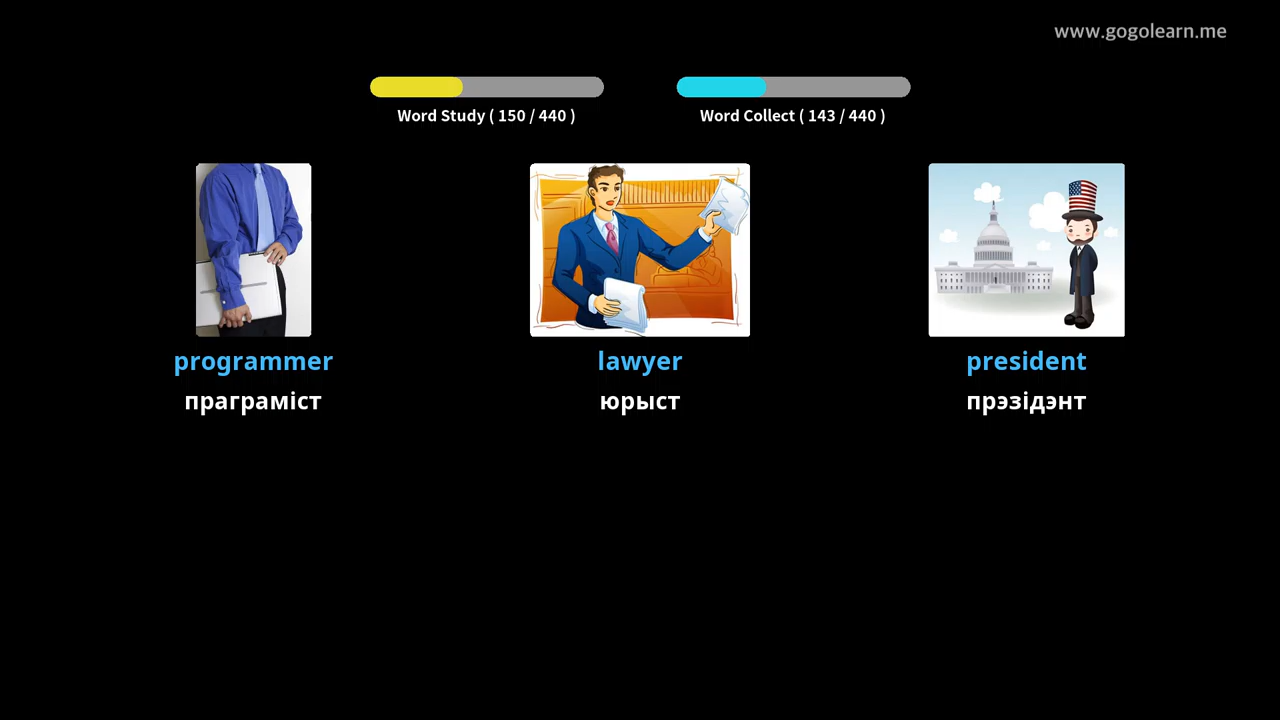 www.gogolearn.me
Word Study ( 150 / 440 )
Word Collect ( 143 / 440 )
programmer
праграміст
lawyer
юрыст
president
прэзідэнт